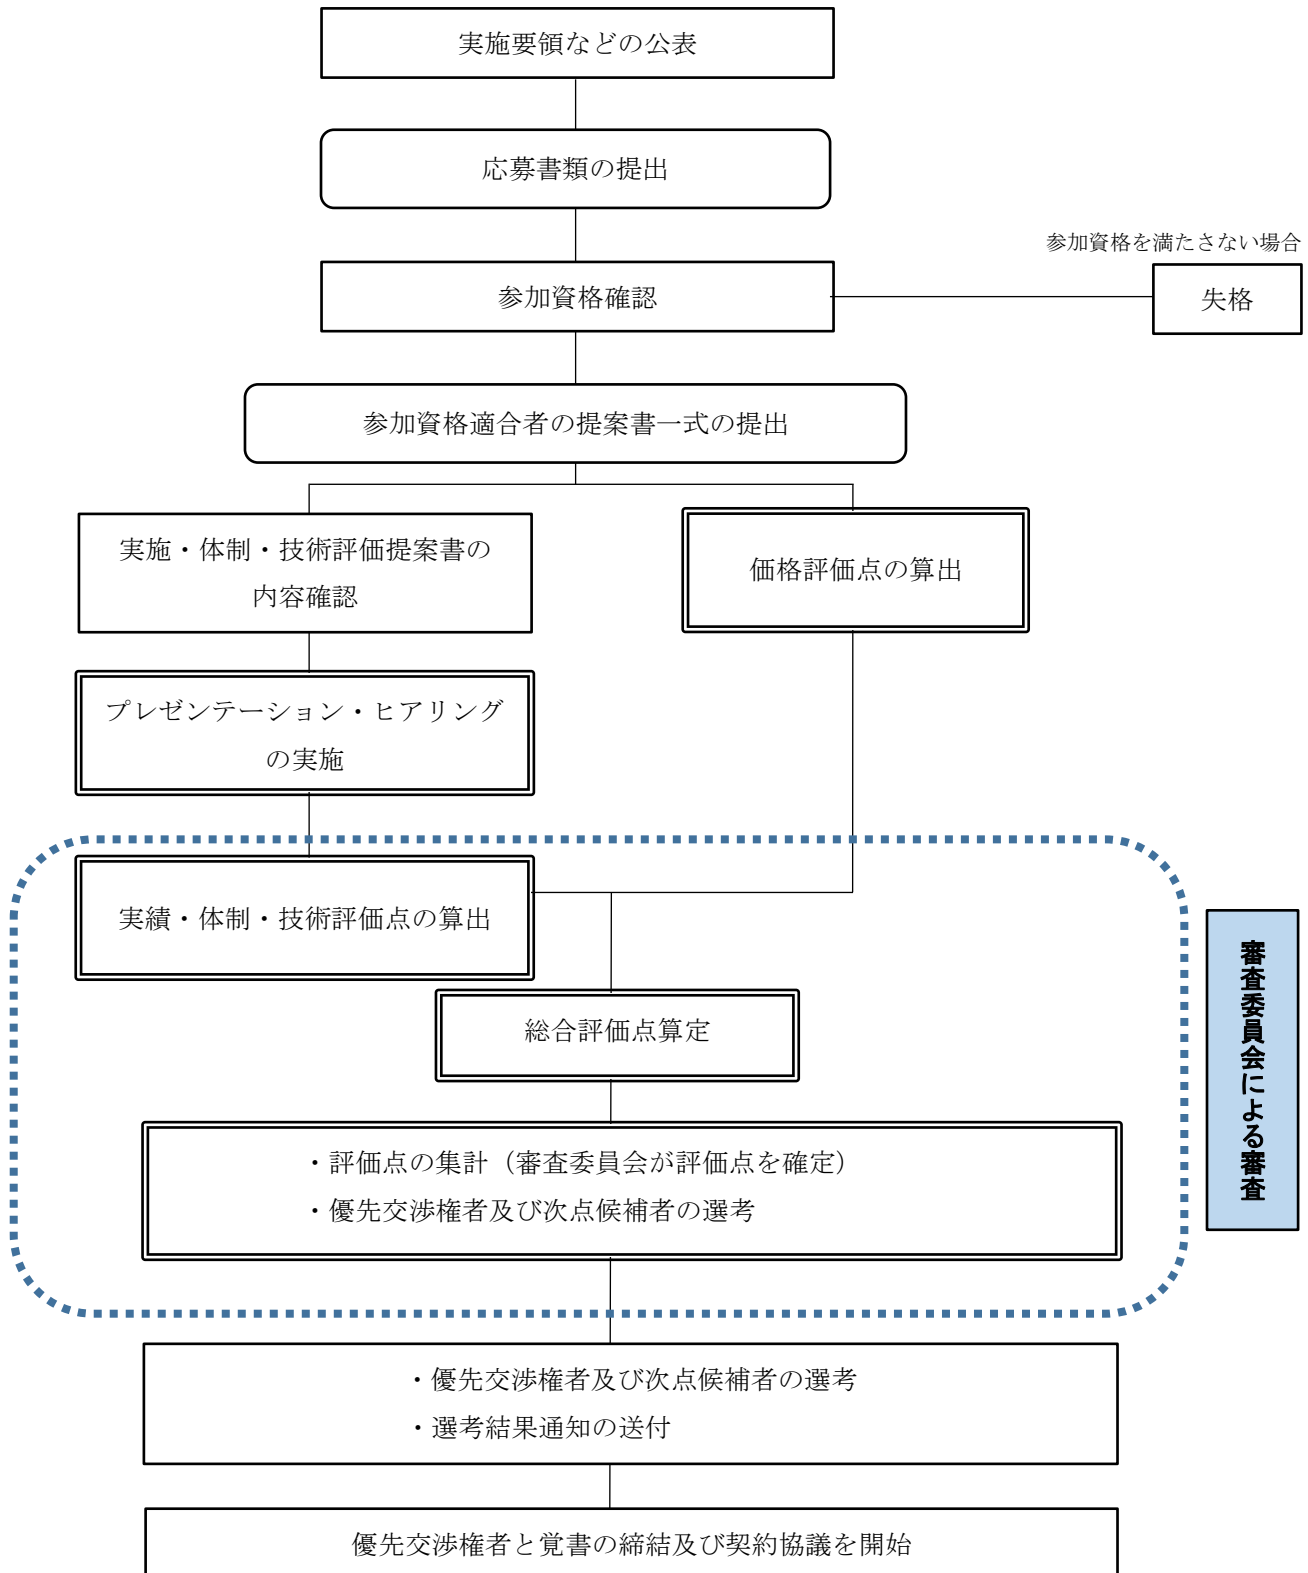 実施要領などの公表
応募書類の提出
参加資格を満たさない場合
参加資格確認
失格
参加資格適合者の提案書一式の提出
実施・体制・技術評価提案書の
内容確認
価格評価点の算出
プレゼンテーション・ヒアリング
の実施
実績・体制・技術評価点の算出
総合評価点算定
審査委員会による審査
・評価点の集計（審査委員会が評価点を確定）
・優先交渉権者及び次点候補者の選考
・優先交渉権者及び次点候補者の選考
・選考結果通知の送付
優先交渉権者と覚書の締結及び契約協議を開始